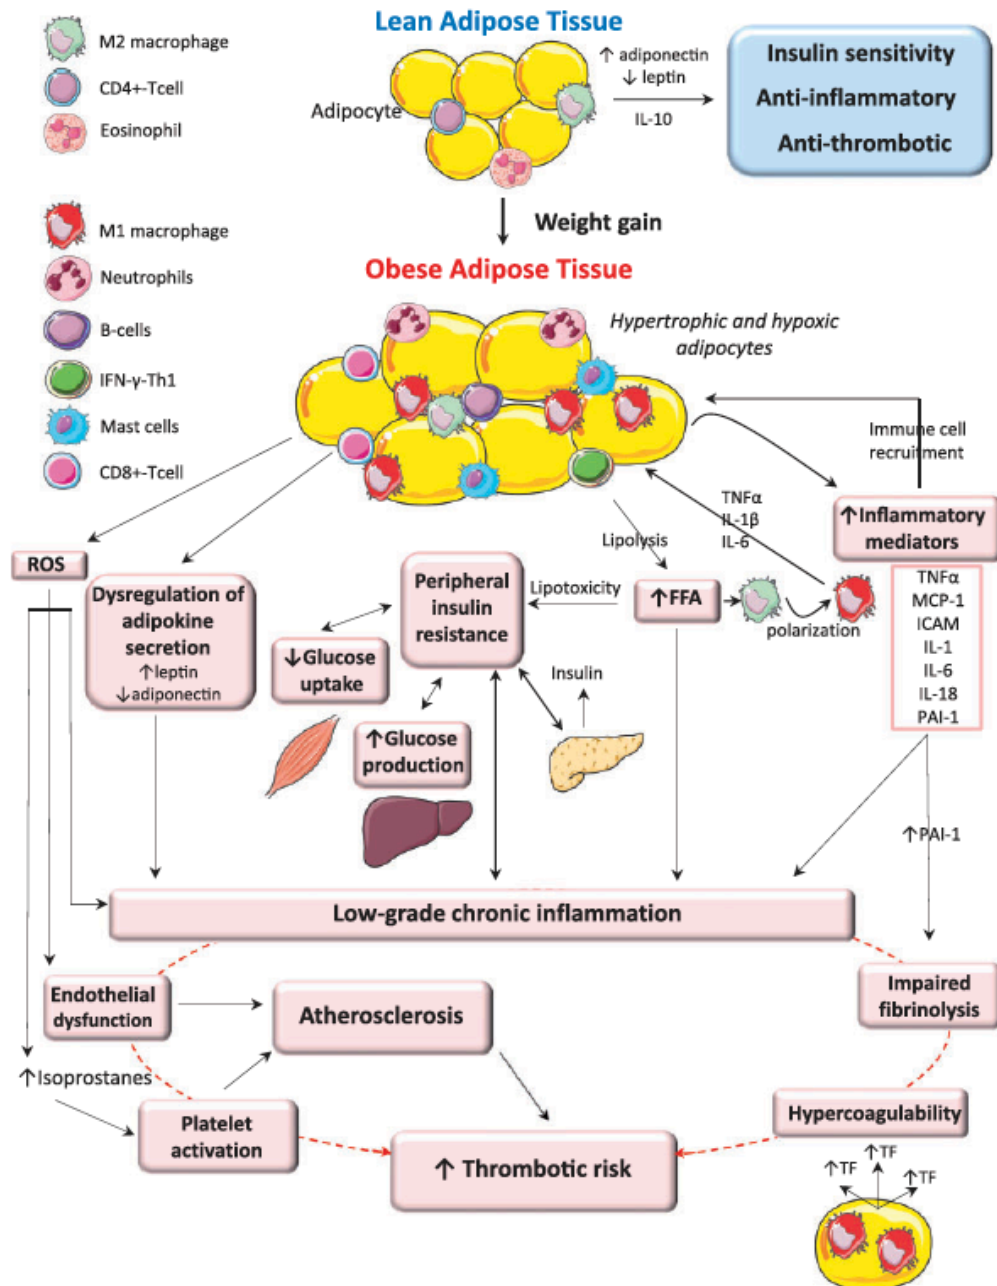 Lean Adipose Tissue
M2 macrophage
CD4+-Tcell
Eosinophil
Adipocyte
↑ adiponectin
↓ leptin
IL-10
Insulin sensitivity
Anti-inflammatory
Anti-thrombotic
Weight gain
Obese Adipose Tissue
M1 macrophage
Neutrophils
B-cells
IFN-γ-Th1
Mast cells
CD8+-Tcell
Hypertrophic and hypoxic
adipocytes
Immune cell
recruitment
TNFα
IL-1β
IL-6
↑Inflammatory
mediators
TNFα
MCP-1
ICAM
IL-1
IL-6
IL-18
PAI-1
ROS
Dysregulation of
adipokine
secretion
↑leptin
↓adiponectin
Peripheral
insulin
resistance
Lipolysis
Lipotoxicity
↑FFA
polarization
↓Glucose
uptake
↑Glucose
production
Insulin
↑PAI-1
Low-grade chronic inflammation
Endothelial
dysfunction
Atherosclerosis
Impaired
fibrinolysis
↑Isoprostanes
Platelet
activation
↑ Thrombotic risk
Hypercoagulability
↑TF
↑TF
↑TF